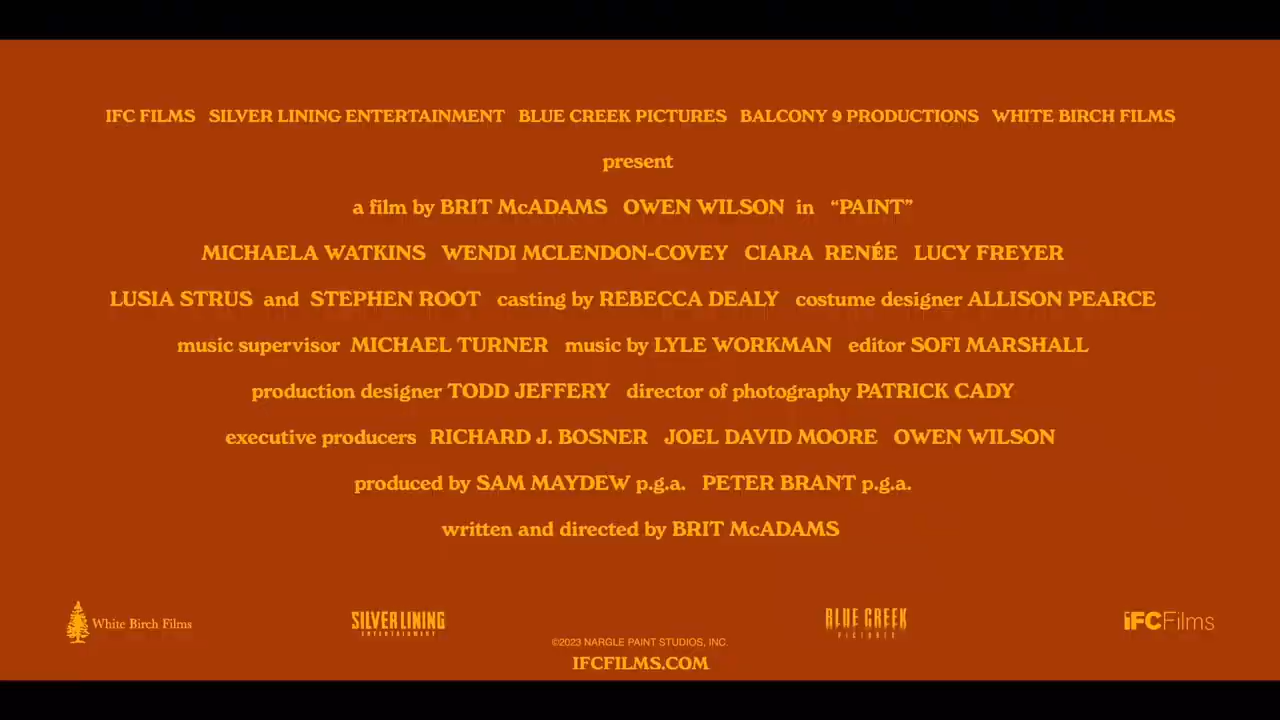 IFC FILMS SILVER LINING ENTERTAINMENT BLUE CREEK PICTURES BALCONY 9 PRODUCTIONS WHITE BIRCH FILMS
present
a film by BRIT McADAMS OWEN WILSON in “PAINT”
MICHAELA WATKINS WENDI MCLENDON-COVEY CIARA RENÉE LUCY FREYER
LUSIA STRUS and STEPHEN ROOT casting by REBECCA DEALY costume designer ALLISON PEARCE
music supervisor MICHAEL TURNER music by LYLE WORKMAN editor SOFI MARSHALL
production designer TODD JEFFERY director of photography PATRICK CADY
executive producers RICHARD J. BOSNER JOEL DAVID MOORE OWEN WILSON
produced by SAM MAYDEW p.g.a. PETER BRANT p.g.a.
written and directed by BRIT McADAMS
White Birch Films
SILVER LINING
ENTERTAINMENT
BLUE CREEK
PICTURES
IFC Films
©2023 NARGLE PAINT STUDIOS, INC.
IFCFILMS.COM